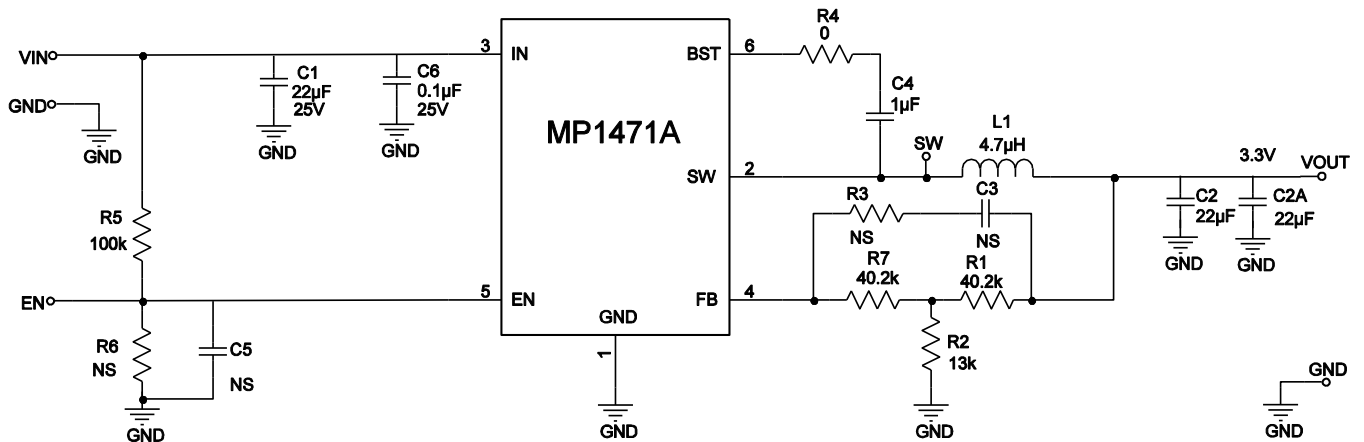 VIN
GND
GND
C1
22µF
25V
GND
C6
0.1µF
25V
GND
3
IN
MP1471A
BST
6
R4
0
C4
1µF
SW
2
SW
L1
4.7µH
3.3V
VOUT
C2
22µF
GND
C2A
22µF
GND
R3
NS
C3
NS
R5
100k
EN
5
EN
GND
1
GND
FB
4
R7
40.2k
R1
40.2k
R2
13k
GND
R6
NS
C5
NS
GND
GND
GND